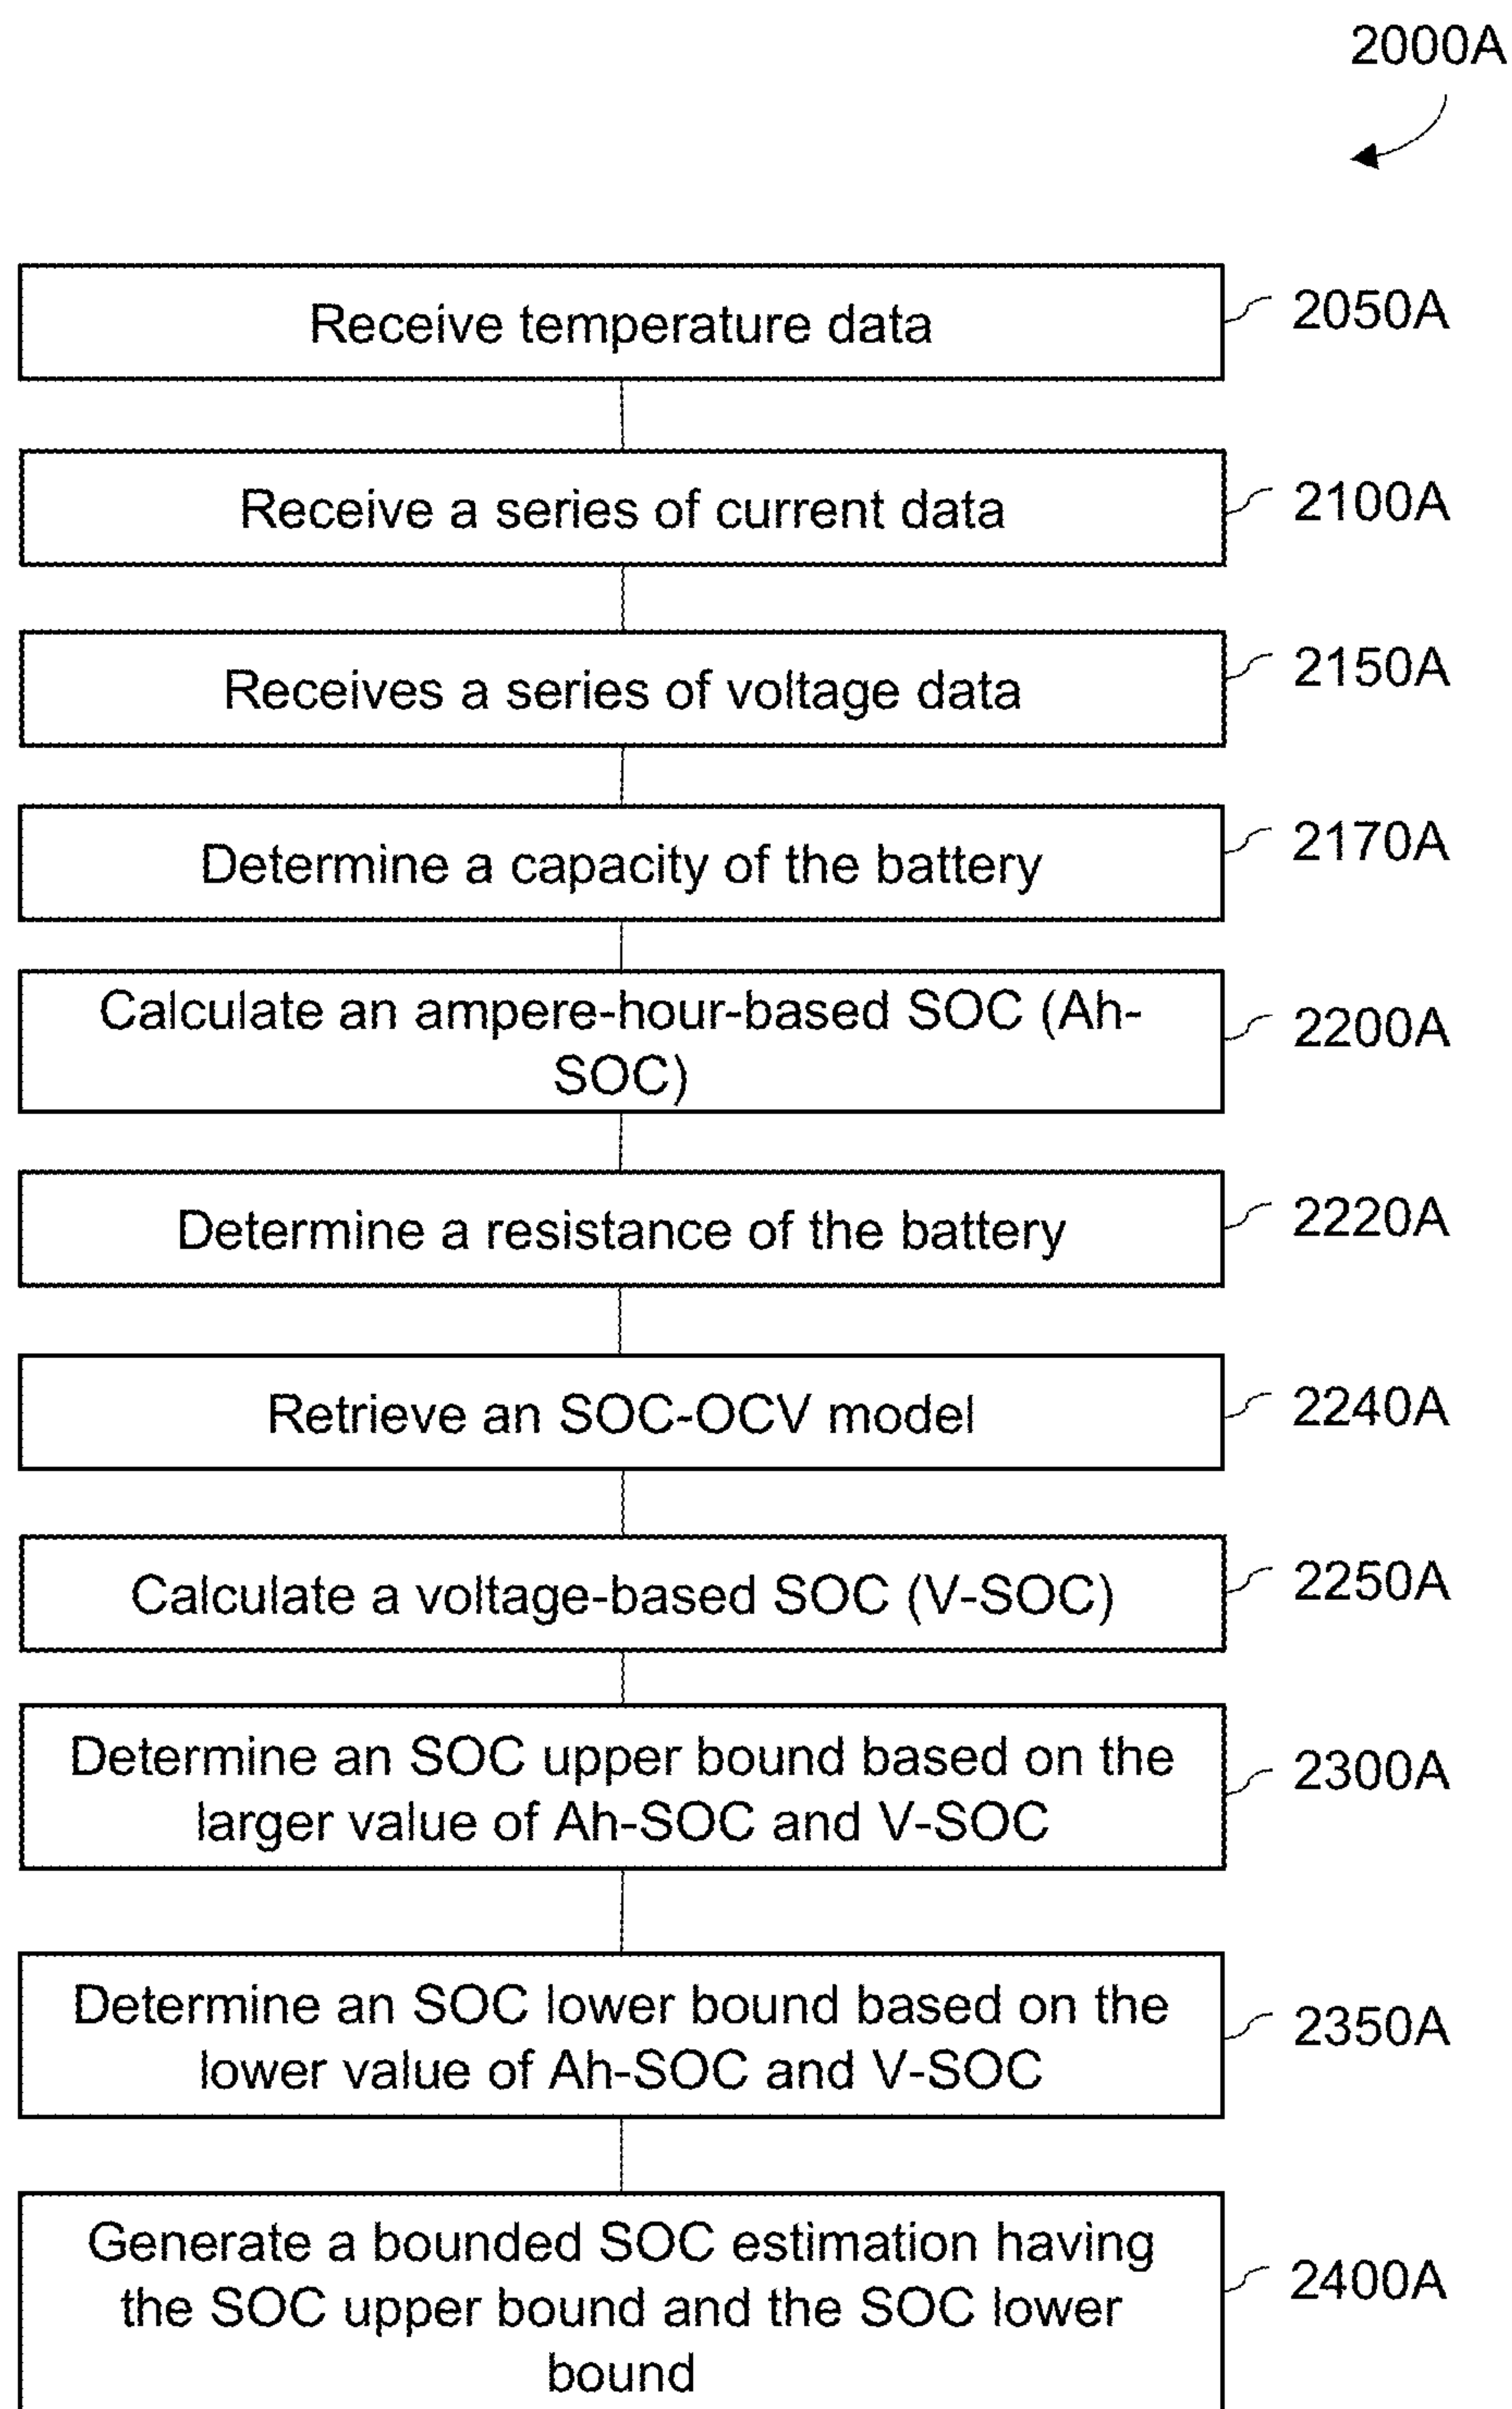 2000A
Receive temperature data
2050A
Receive a series of current data
2100A
Receives a series of voltage data
2150A
Determine a capacity of the battery
2170A
Calculate an ampere-hour-based SOC (Ah-
SOC)
2200A
Determine a resistance of the battery
2220A
Retrieve an SOC-OCV model
2240A
Calculate a voltage-based SOC (V-SOC)
2250A
Determine an SOC upper bound based on the
larger value of Ah-SOC and V-SOC
2300A
Determine an SOC lower bound based on the
lower value of Ah-SOC and V-SOC
2350A
Generate a bounded SOC estimation having
the SOC upper bound and the SOC lower
bound
2400A